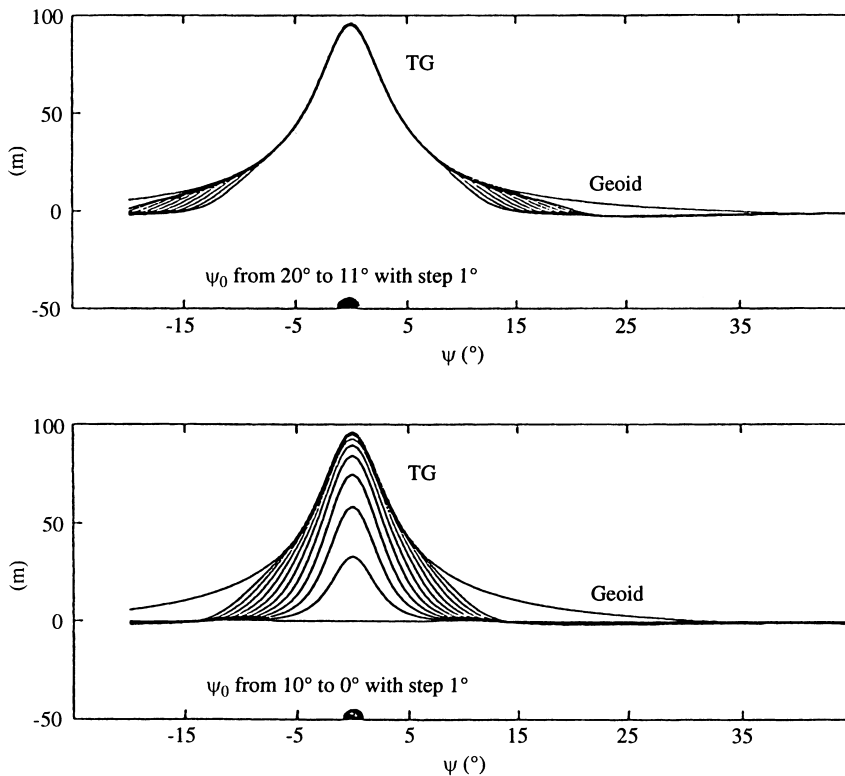 100
TG
50
(m)
Geoid
0
ψ₀ from 20° to 11° with step 1°
-50
-15 -5 5 15 25 35
ψ (°)
100
TG
50
(m)
Geoid
0
ψ₀ from 10° to 0° with step 1°
-50
-15 -5 5 15 25 35
ψ (°)